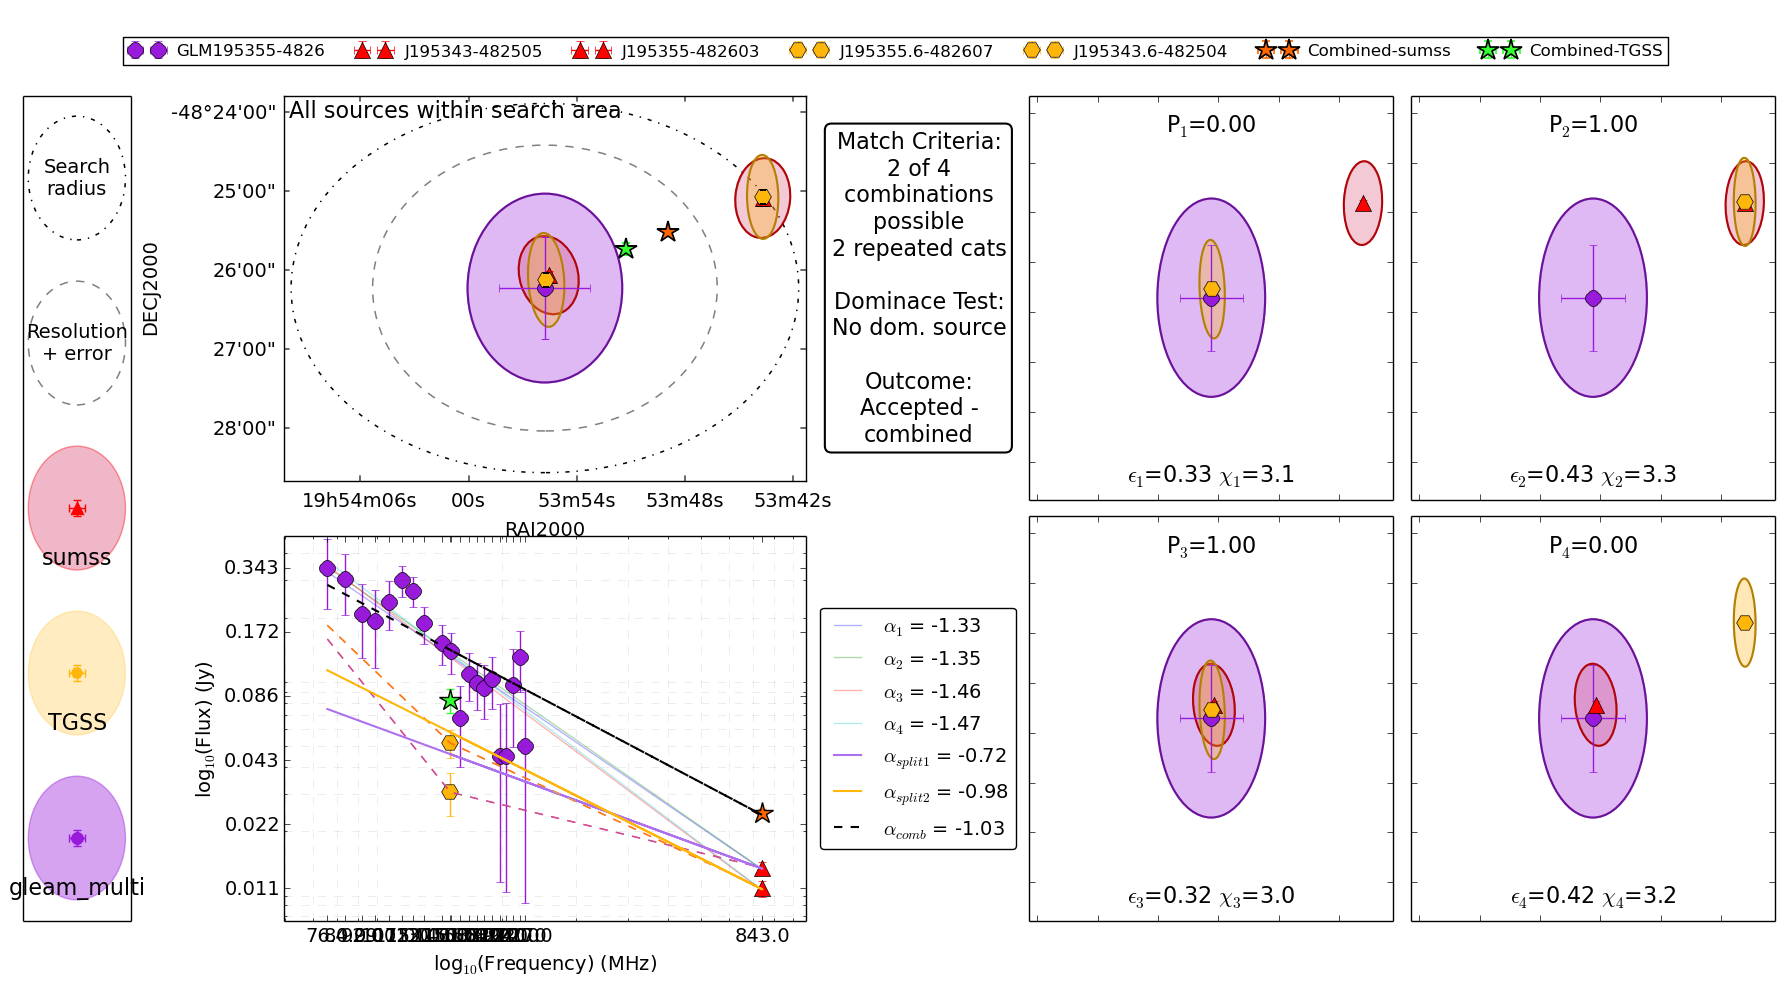 GLM195355-4826 J195343-482505 J195355-482603 J195355.6-482607 J195343.6-482504 Combined-sumss Combined-TGSS
Search
radius
Resolution
+ error
sumss
TGSS
gleam_multi
All sources within search area
-48°24'00"
25'00"
26'00"
27'00"
28'00"
DECJ2000
19h54m06s 00s 53m54s 53m48s 53m42s
RAJ2000
Match Criteria:
2 of 4
combinations
possible
2 repeated cats
Dominace Test:
No dom. source
Outcome:
Accepted -
combined
P1=0.00
ϵ1=0.33 χ1=3.1
P2=1.00
ϵ2=0.43 χ2=3.3
P3=1.00
ϵ3=0.32 χ3=3.0
P4=0.00
ϵ4=0.42 χ4=3.2
0.343
0.172
0.086
0.043
0.022
0.011
log10(Flux) (Jy)
843.0
log10(Frequency) (MHz)
α1 = -1.33
α2 = -1.35
α3 = -1.46
α4 = -1.47
αsplit1 = -0.72
αsplit2 = -0.98
αcomb = -1.03